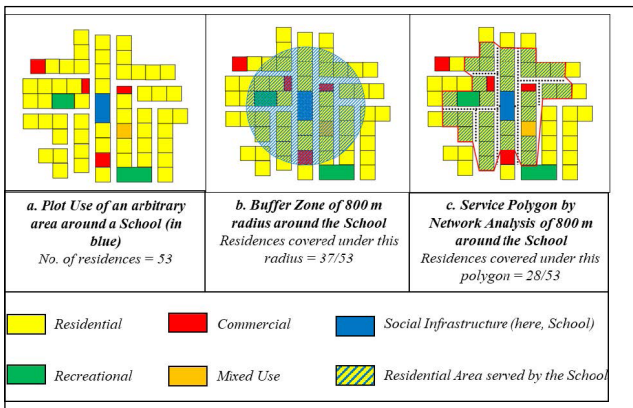 a. Plot Use of an arbitrary
area around a School (in
blue)
No. of residences = 53
b. Buffer Zone of 800 m
radius around the School
Residences covered under this
radius = 37/53
c. Service Polygon by
Network Analysis of 800 m
around the School
Residences covered under this
polygon = 28/53
Residential
Commercial
Social Infrastructure (here, School)
Recreational
Mixed Use
Residential Area served by the School